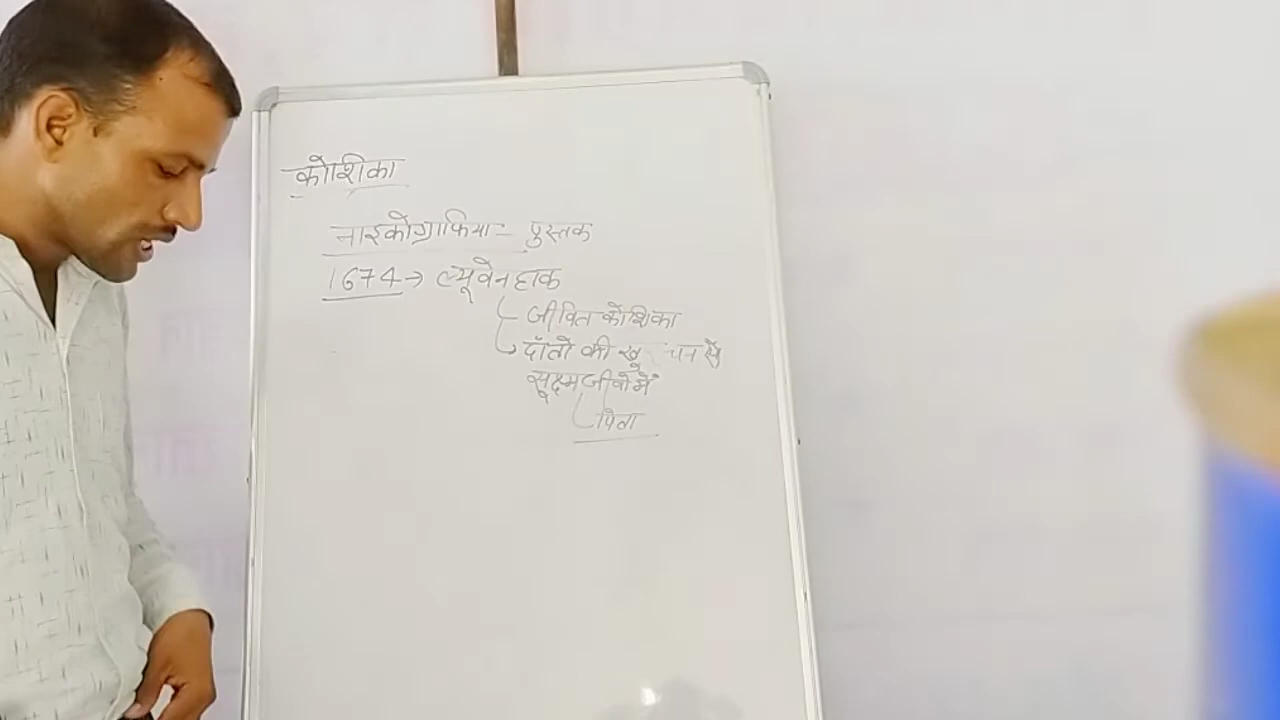 कोशिका
माइकोग्राफिया - पुस्तक
1674 → ल्यूवेनहाक
जीवित कोशिका
दाँतो की खुरचन से
सूक्ष्मजीवो में
पिता